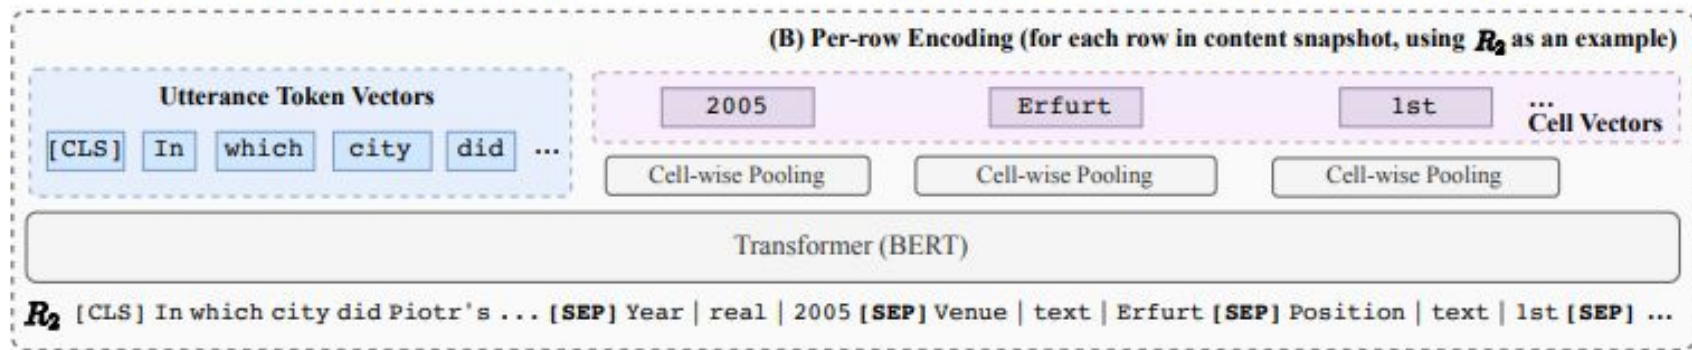 (B) Per-row Encoding (for each row in content snapshot, using R₂ as an example)
Utterance Token Vectors
[CLS] In which city did ...
2005 Erfurt 1st ...
Cell Vectors
Cell-wise Pooling Cell-wise Pooling Cell-wise Pooling
Transformer (BERT)
R₂ [CLS] In which city did Piotr's ... [SEP] Year | real | 2005 [SEP] Venue | text | Erfurt [SEP] Position | text | 1st [SEP] ...